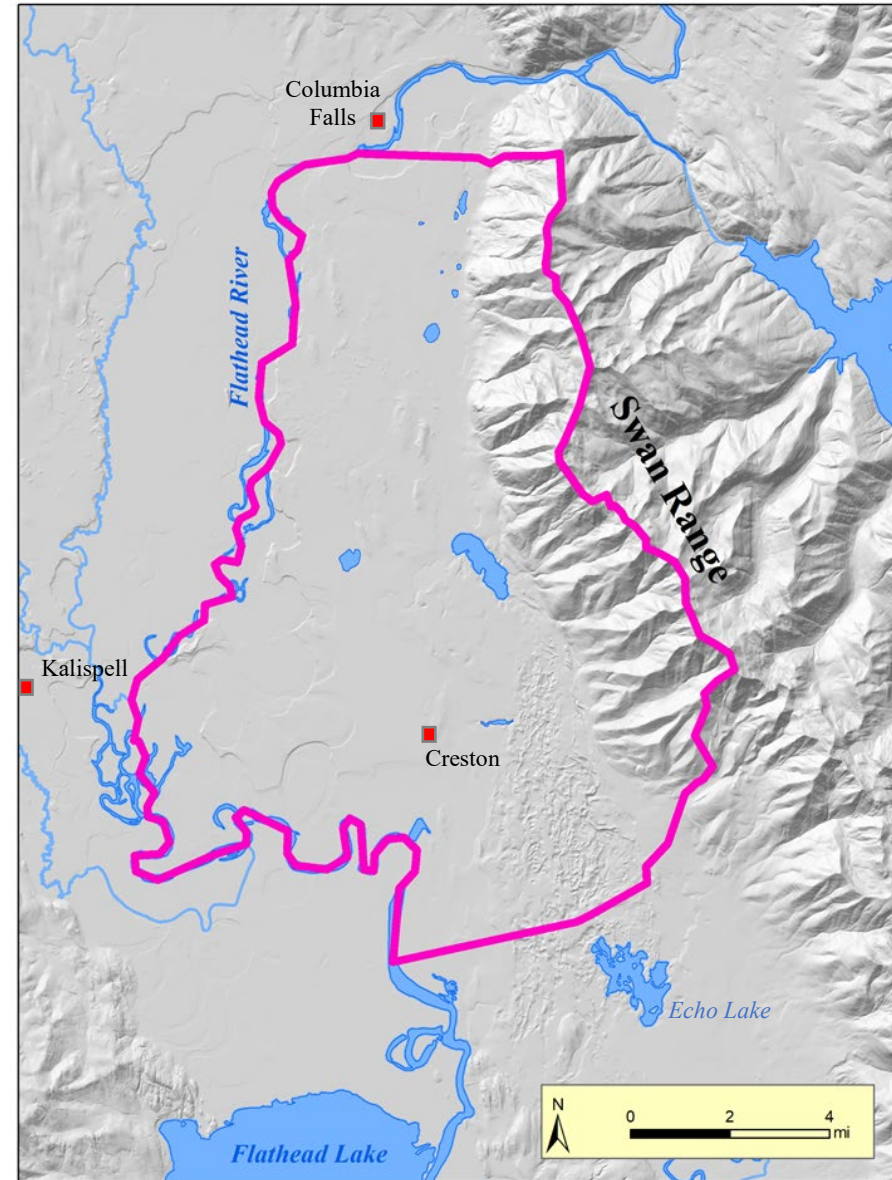 Columbia
Falls
Flathead River
Swan Range
Kalispell
Creston
Echo Lake
N
0 2 4
mi
Flathead Lake